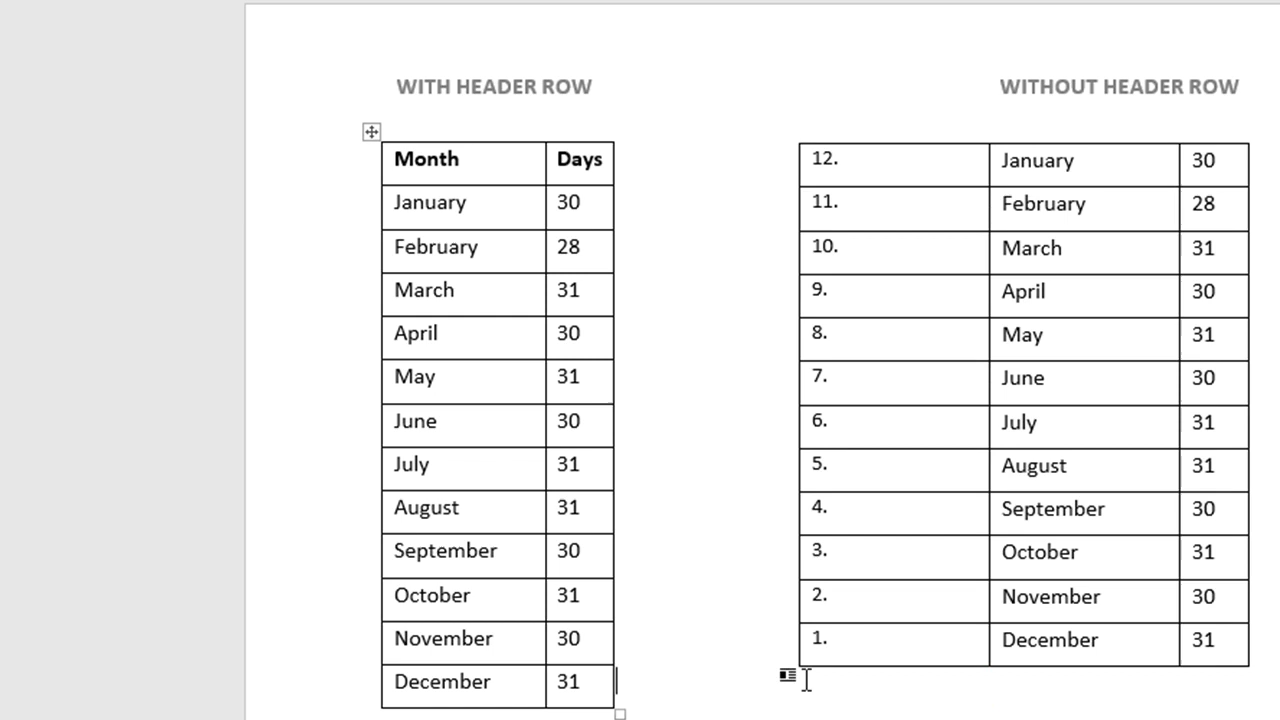 WITH HEADER ROW
WITHOUT HEADER ROW
Month Days
January 30
February 28
March 31
April 30
May 31
June 30
July 31
August 31
September 30
October 31
November 30
December 31
12. January 30
11. February 28
10. March 31
9. April 30
8. May 31
7. June 30
6. July 31
5. August 31
4. September 30
3. October 31
2. November 30
1. December 31